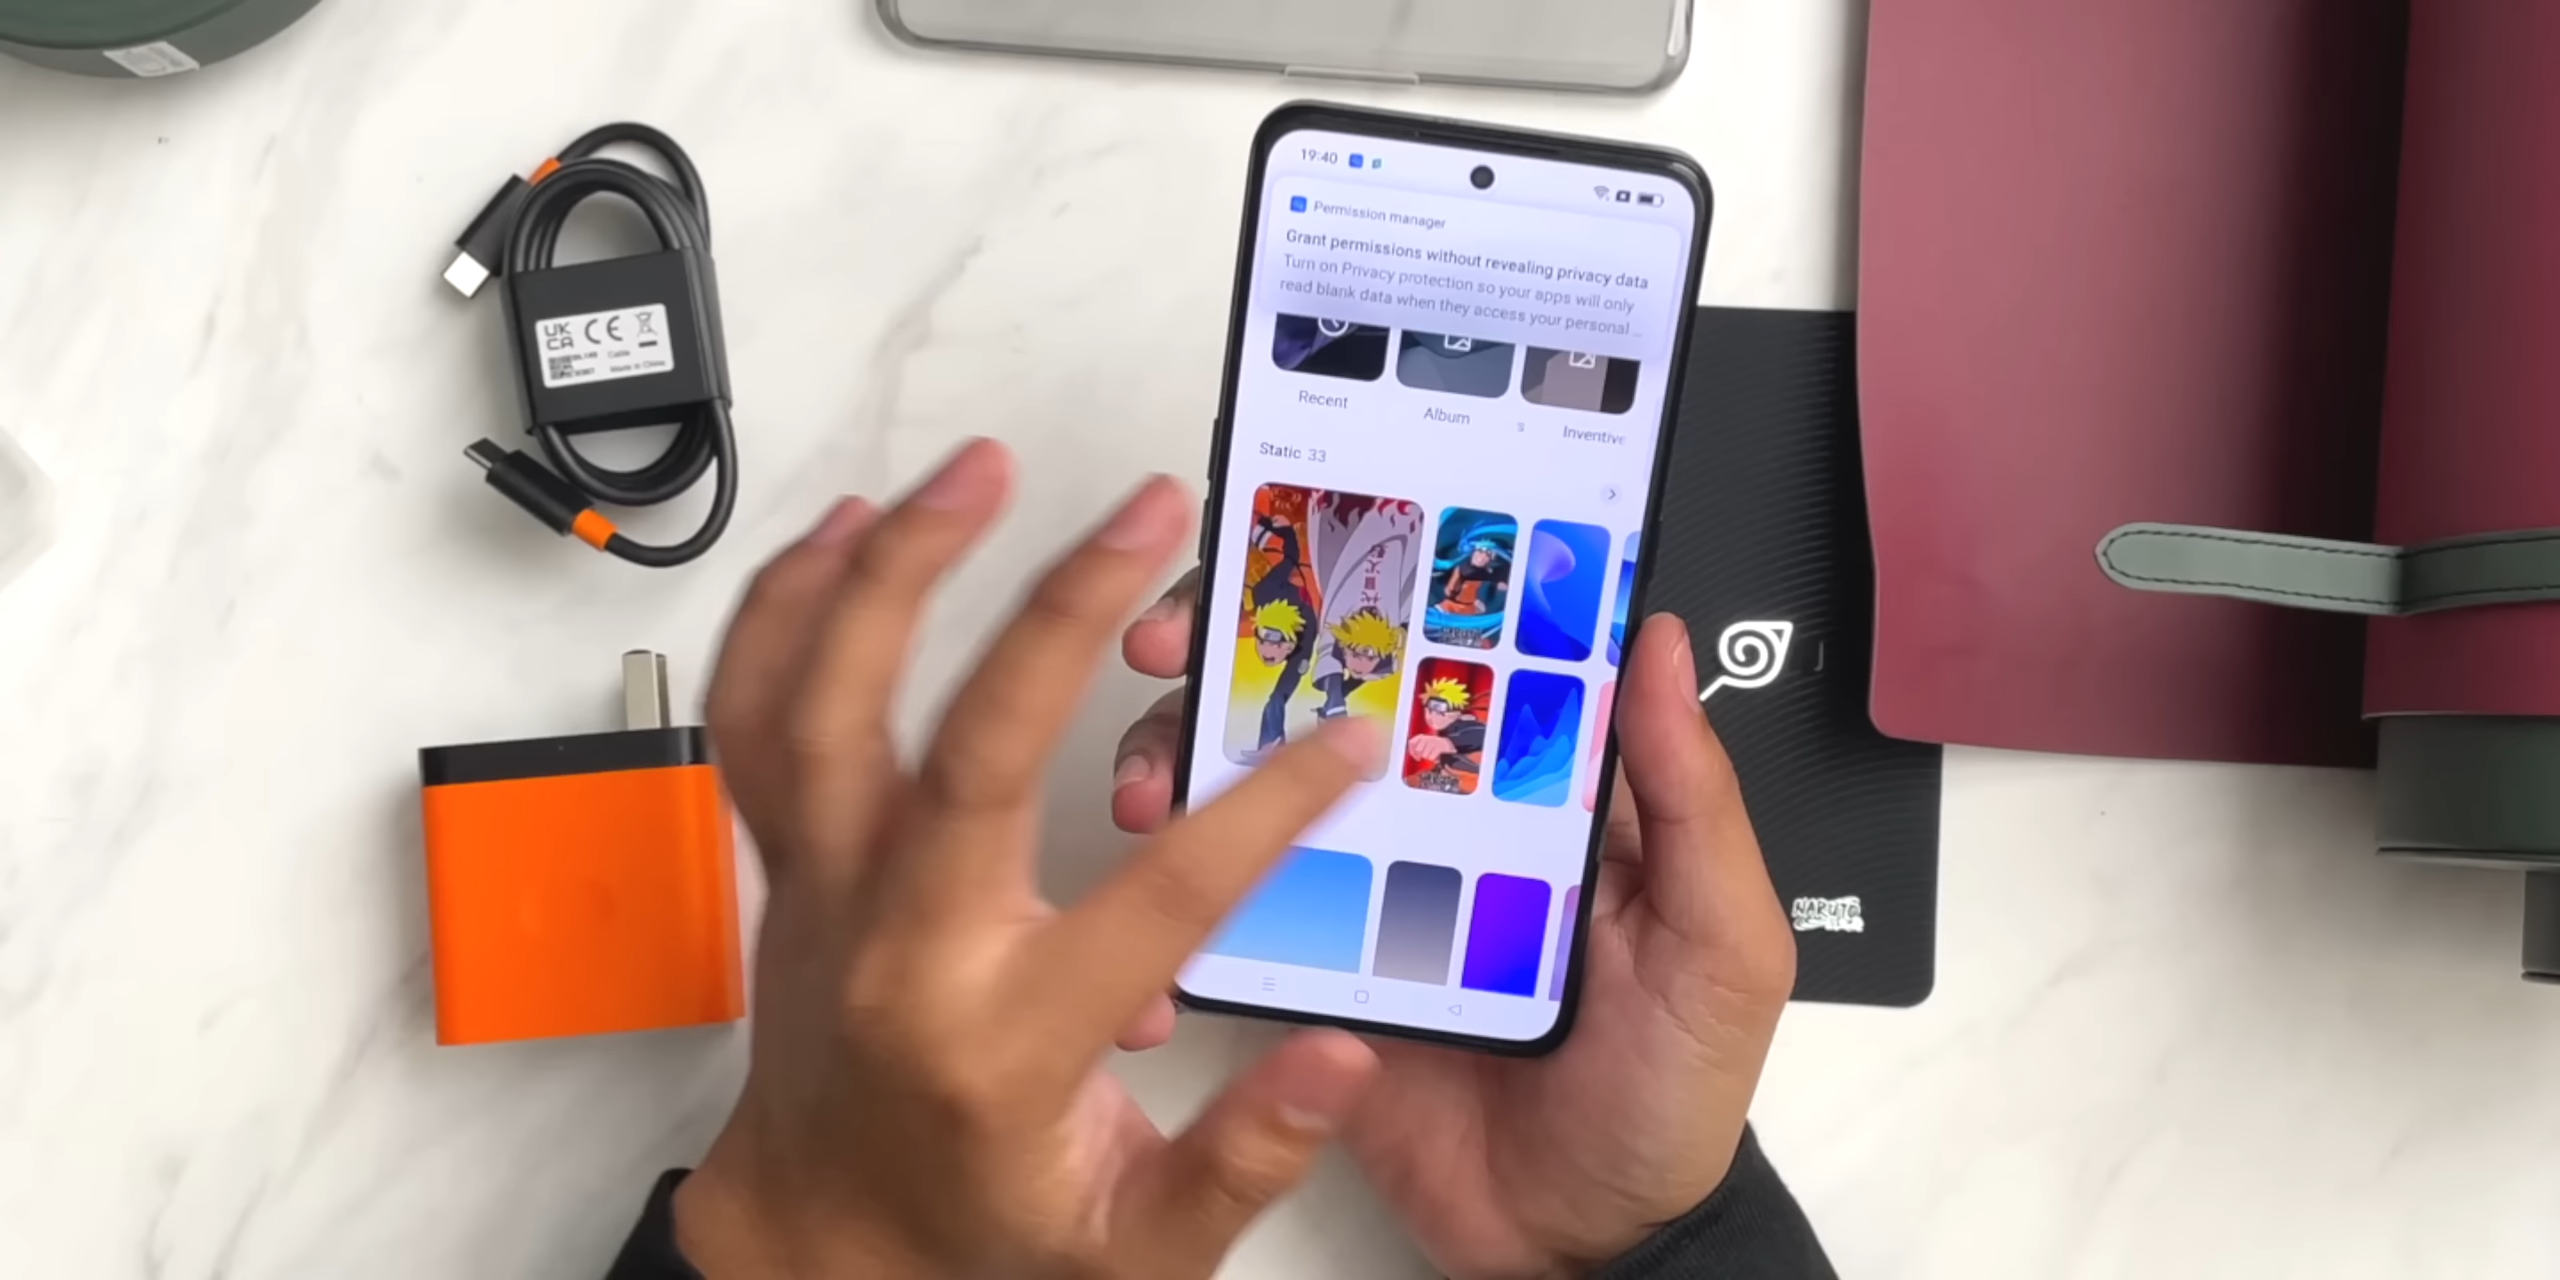 19:40
Permission manager
Grant permissions without revealing privacy data
Turn on Privacy protection so your apps will only
read blank data when they access your personal ...
Recent
Album
s
Inventive
Static 33
UK
CA
CE
Cable
Made in China
NARUTO